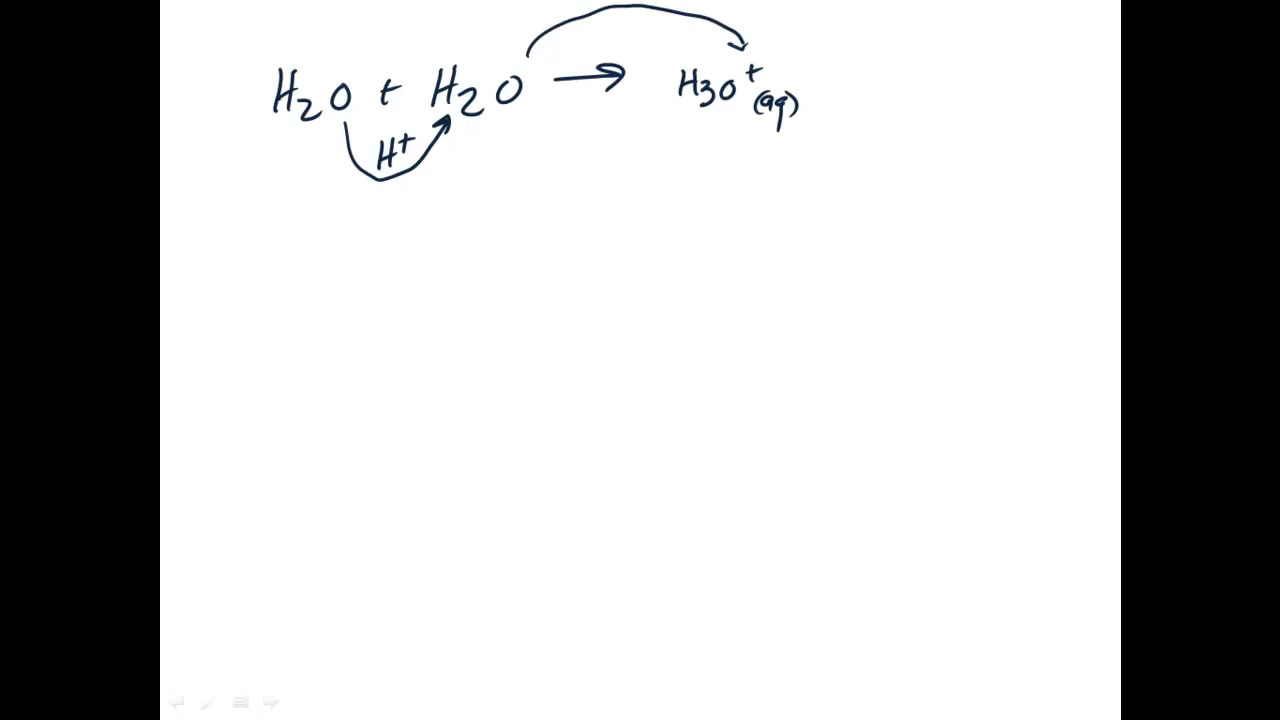 H₂O + H₂O → H₃O⁺(aq)
H⁺